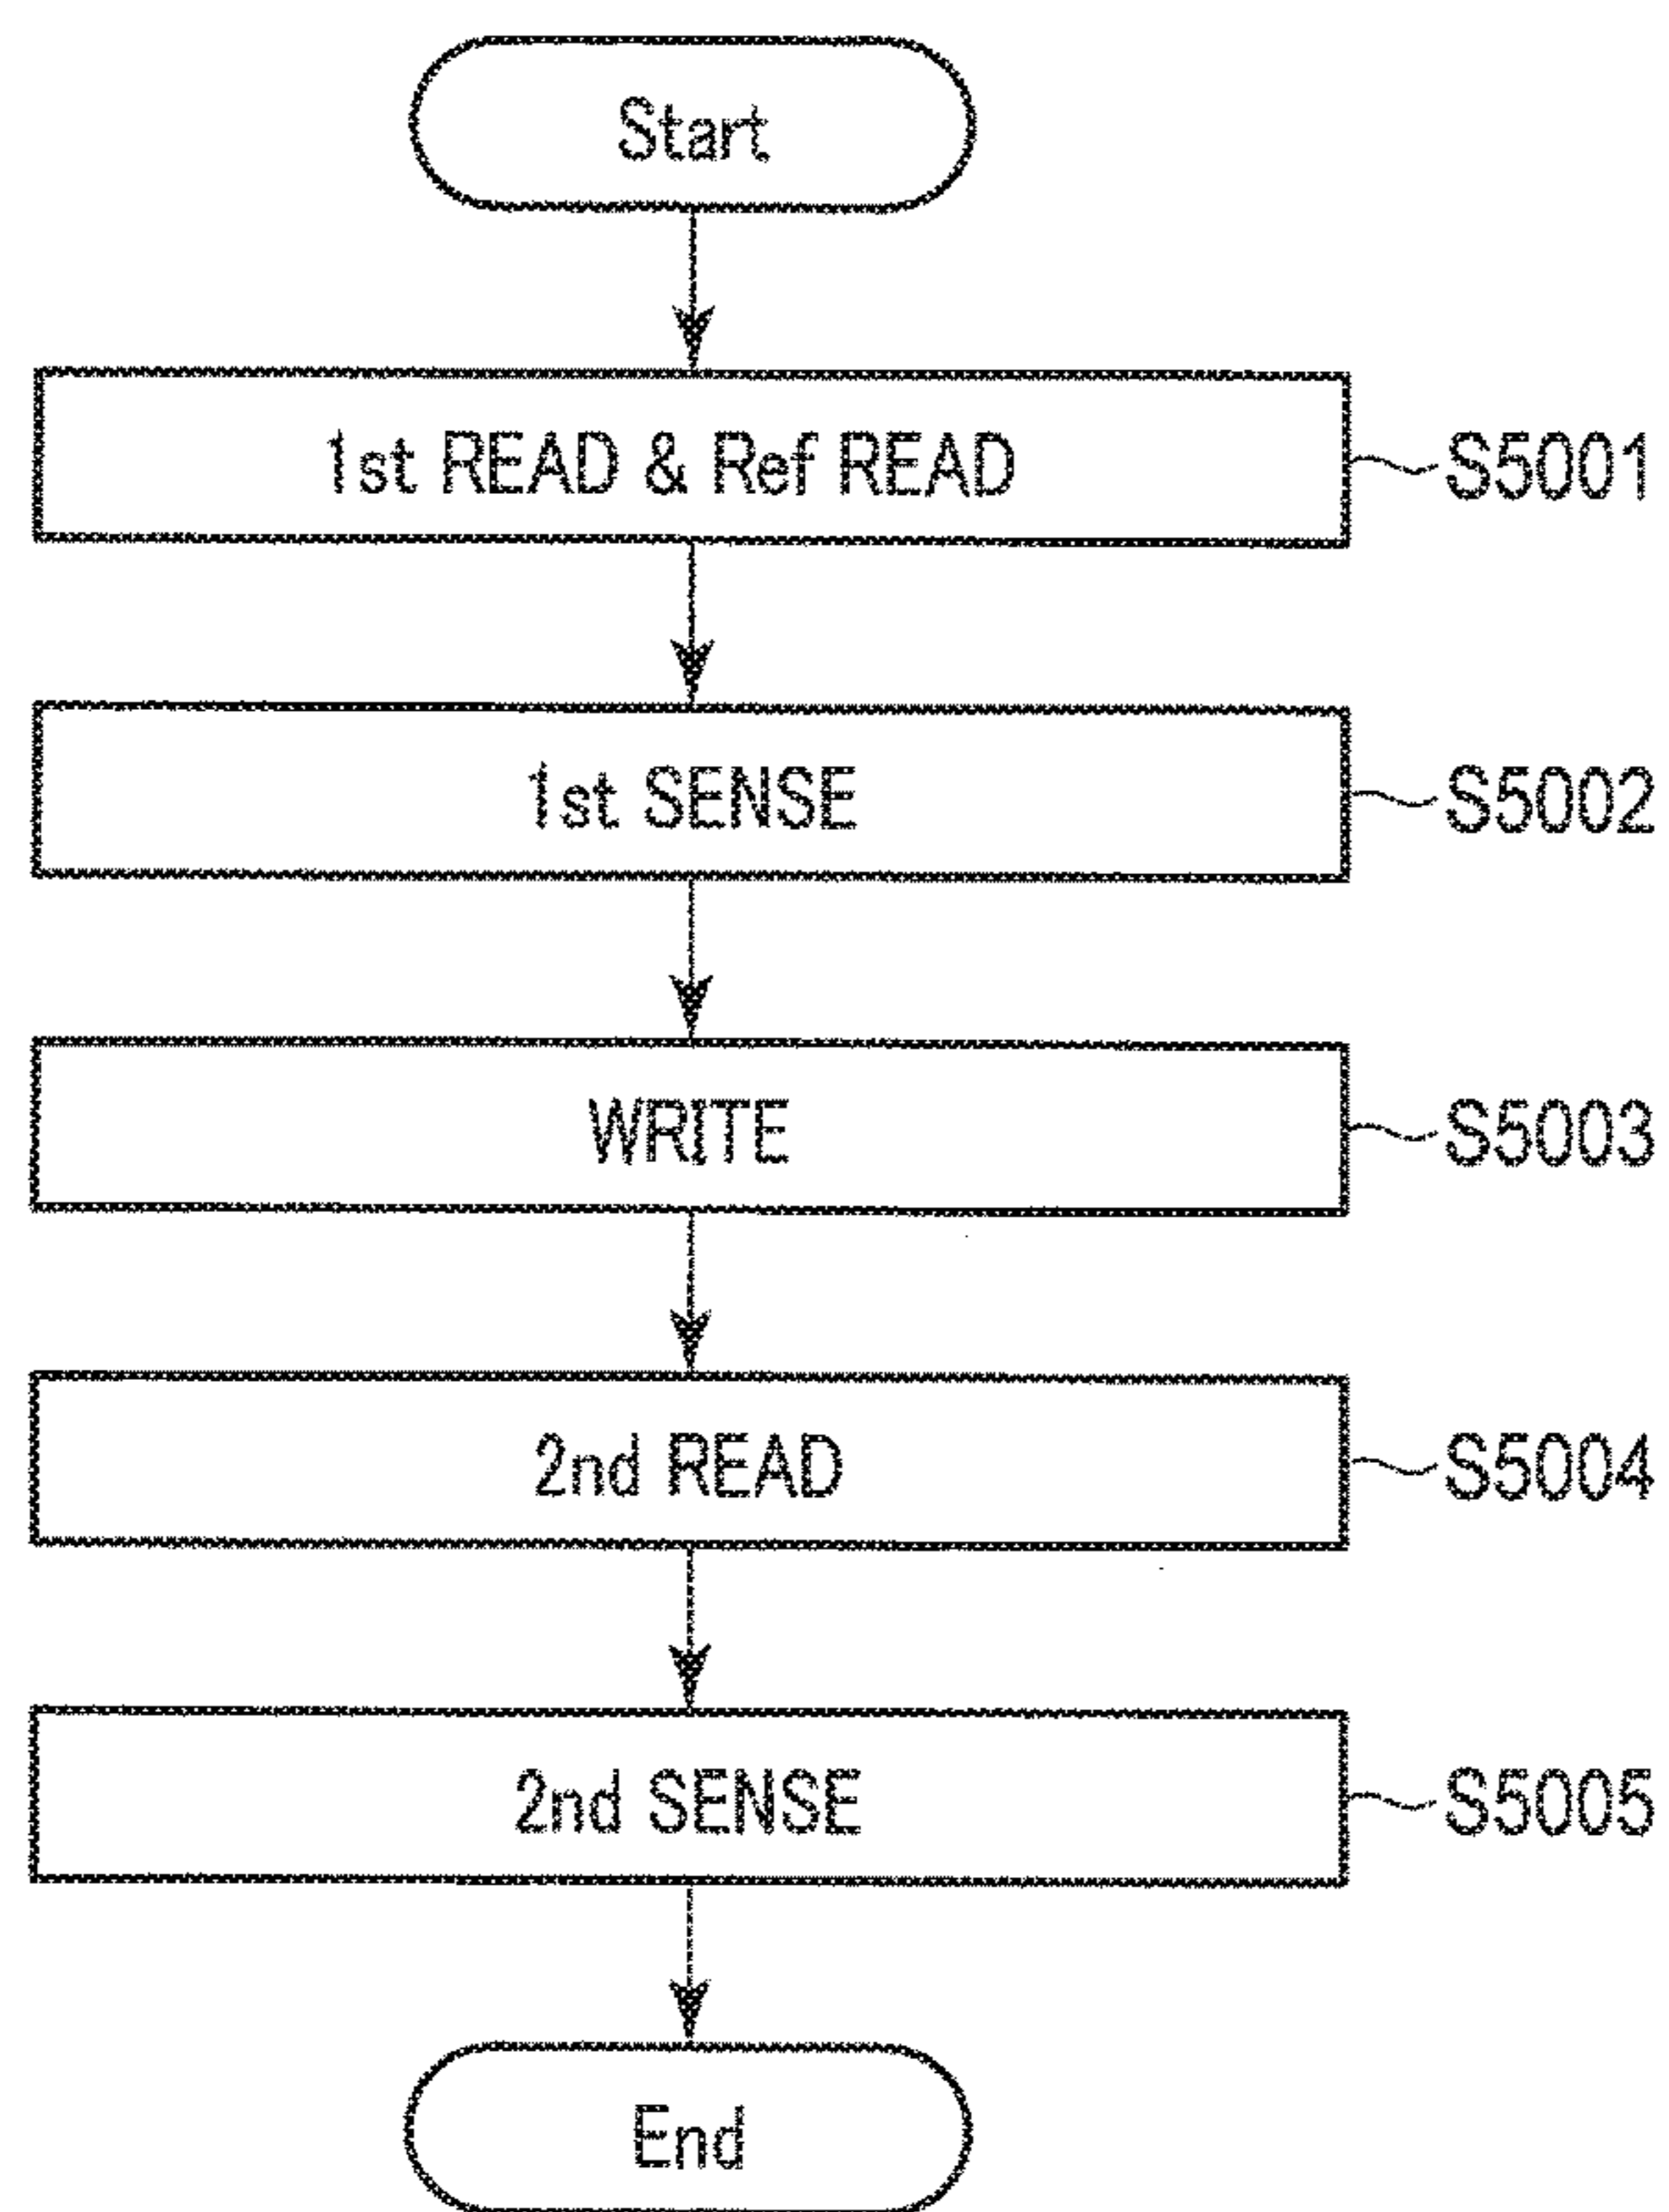 Start
1st READ & Ref READ
S5001
1st SENSE
S5002
WRITE
S5003
2nd READ
S5004
2nd SENSE
S5005
End